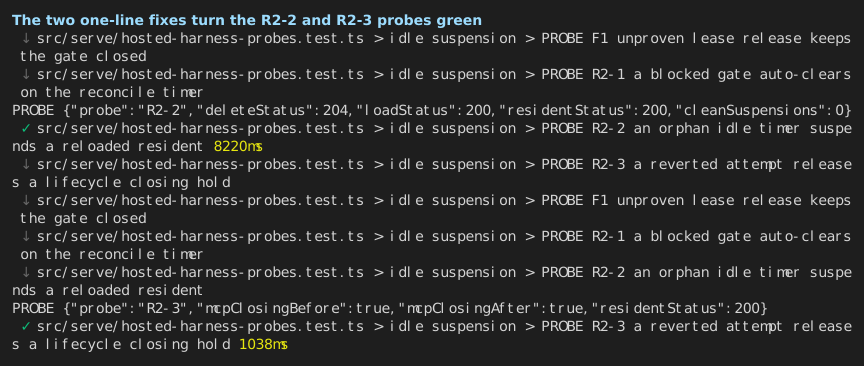 The two one-line fixes turn the R2-2 and R2-3 probes green
↓ src/serve/hosted-harness-probes.test.ts > idle suspension > PROBE F1 unproven lease release keeps
the gate closed
↓ src/serve/hosted-harness-probes.test.ts > idle suspension > PROBE R2-1 a blocked gate auto-clears
on the reconcile timer
PROBE {"probe":"R2-2","deleteStatus":204,"loadStatus":200,"residentStatus":200,"cleanSuspensions":0}
✓ src/serve/hosted-harness-probes.test.ts > idle suspension > PROBE R2-2 an orphan idle timer suspe
nds a reloaded resident 8220ms
↓ src/serve/hosted-harness-probes.test.ts > idle suspension > PROBE R2-3 a reverted attempt release
s a lifecycle closing hold
↓ src/serve/hosted-harness-probes.test.ts > idle suspension > PROBE F1 unproven lease release keeps
the gate closed
↓ src/serve/hosted-harness-probes.test.ts > idle suspension > PROBE R2-1 a blocked gate auto-clears
on the reconcile timer
↓ src/serve/hosted-harness-probes.test.ts > idle suspension > PROBE R2-2 an orphan idle timer suspe
nds a reloaded resident
PROBE {"probe":"R2-3","mcpClosingBefore":true,"mcpClosingAfter":true,"residentStatus":200}
✓ src/serve/hosted-harness-probes.test.ts > idle suspension > PROBE R2-3 a reverted attempt release
s a lifecycle closing hold 1038ms